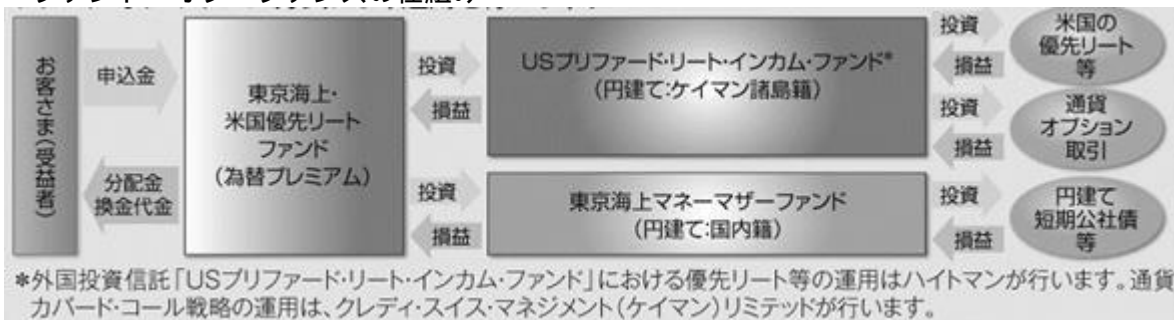 お客さま(受益者)
申込金
分配金
換金代金
東京海上・
米国優先リート
ファンド
(為替プレミアム)
投資
損益
投資
損益
USプリファード・リート・インカム・ファンド*
(円建て:ケイマン諸島籍)
東京海上マネーマザーファンド
(円建て:国内籍)
投資
損益
投資
損益
投資
損益
米国の
優先リート
等
通貨
オプション
取引
円建て
短期公社債
等
*外国投資信託「USプリファード・リート・インカム・ファンド」における優先リート等の運用はハイトマンが行います。通貨
カバード・コール戦略の運用は、クレディ・スイス・マネジメント(ケイマン)リミテッドが行います。